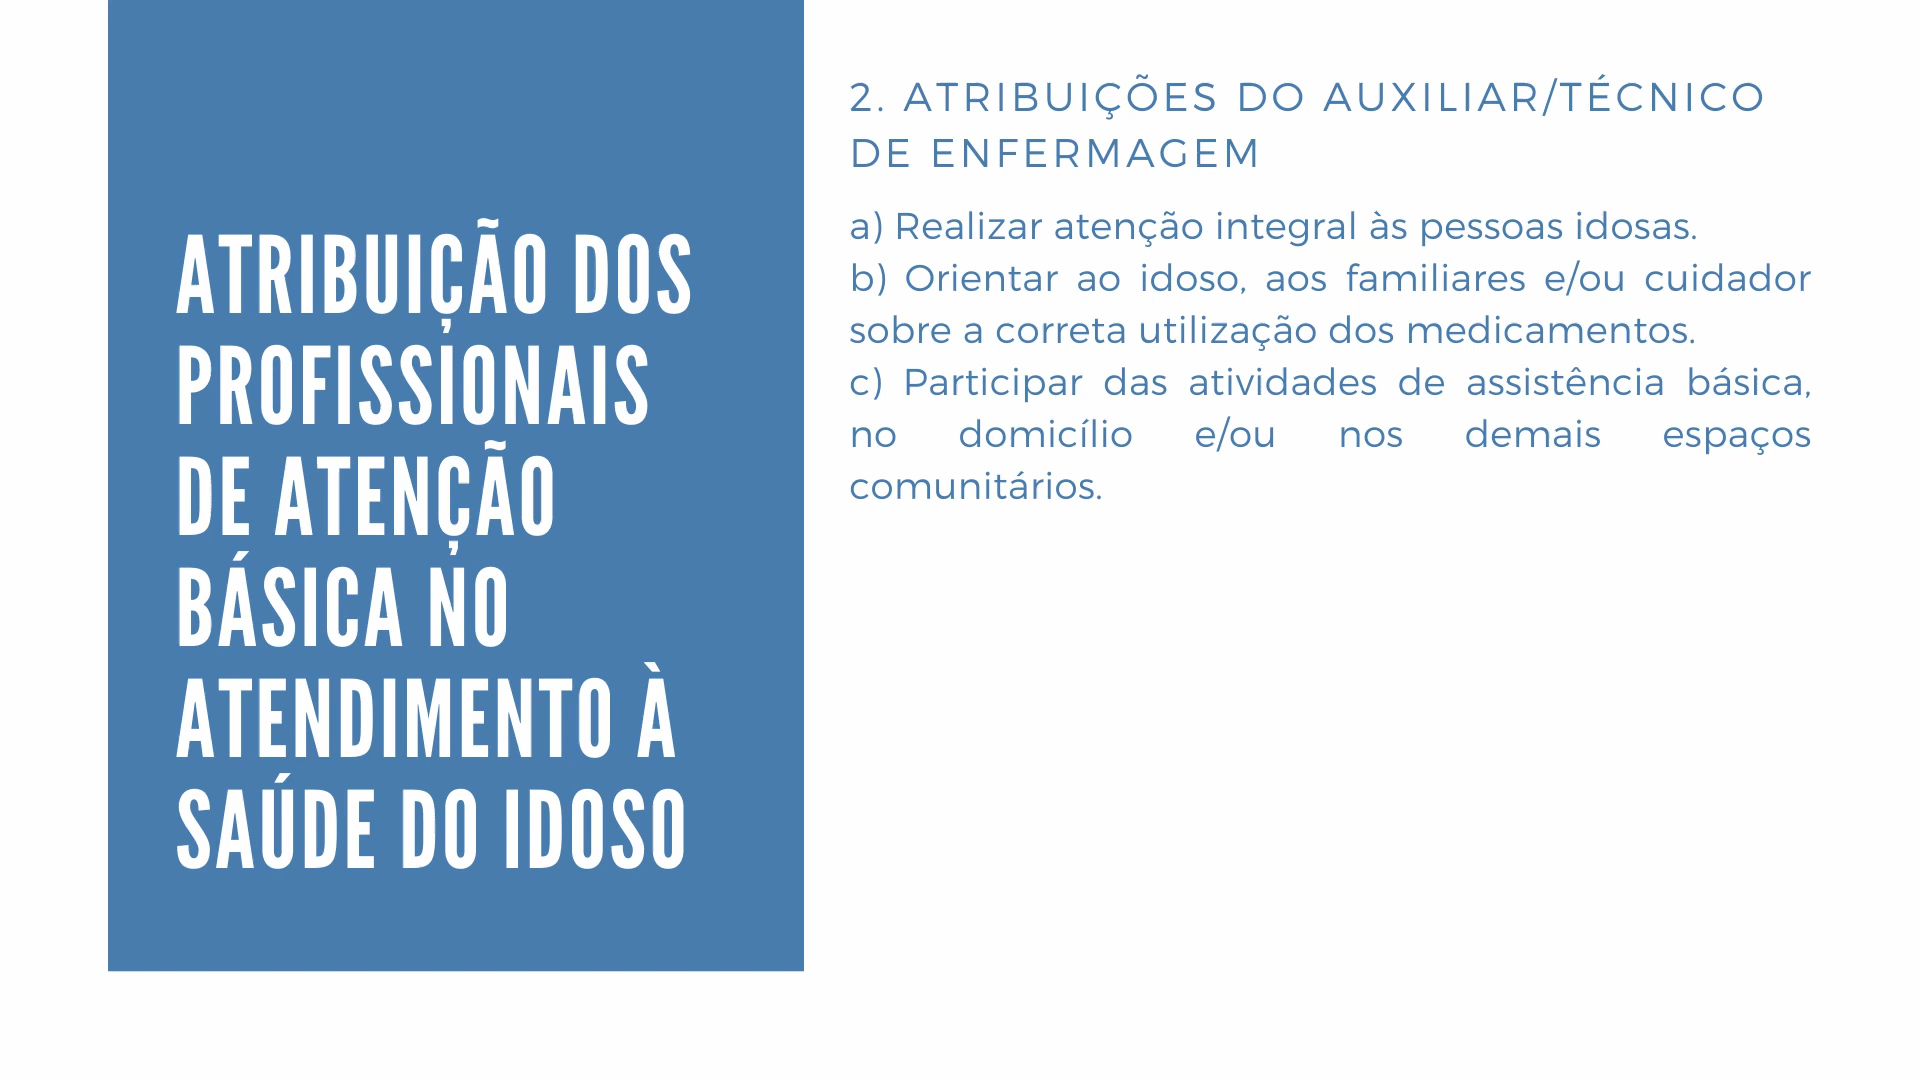 ATRIBUIÇÃO DOS
PROFISSIONAIS
DE ATENÇÃO
BÁSICA NO
ATENDIMENTO À
SAÚDE DO IDOSO
2. ATRIBUIÇÕES DO AUXILIAR/TÉCNICO
DE ENFERMAGEM
a) Realizar atenção integral às pessoas idosas.
b) Orientar ao idoso, aos familiares e/ou cuidador
sobre a correta utilização dos medicamentos.
c) Participar das atividades de assistência básica,
no domicílio e/ou nos demais espaços
comunitários.